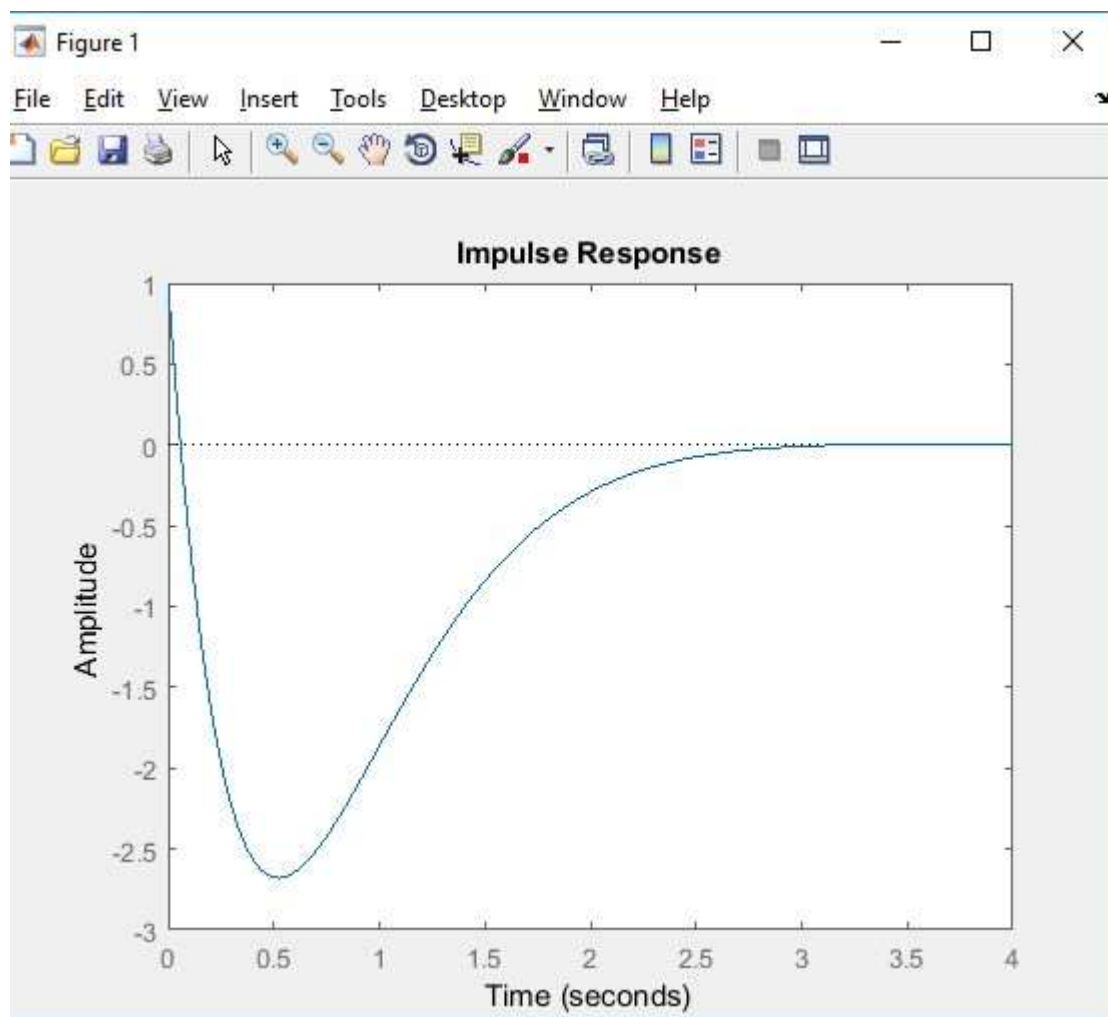 Figure 1
File Edit View Insert Tools Desktop Window Help
Impulse Response
1
0.5
0
-0.5
-1
-1.5
-2
-2.5
-3
Amplitude
0 0.5 1 1.5 2 2.5 3 3.5 4
Time (seconds)